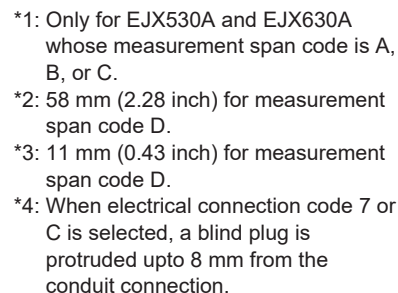 *1: Only for EJX530A and EJX630A
whose measurement span code is A,
B, or C.
*2: 58 mm (2.28 inch) for measurement
span code D.
*3: 11 mm (0.43 inch) for measurement
span code D.
*4: When electrical connection code 7 or
C is selected, a blind plug is
protruded upto 8 mm from the
conduit connection.